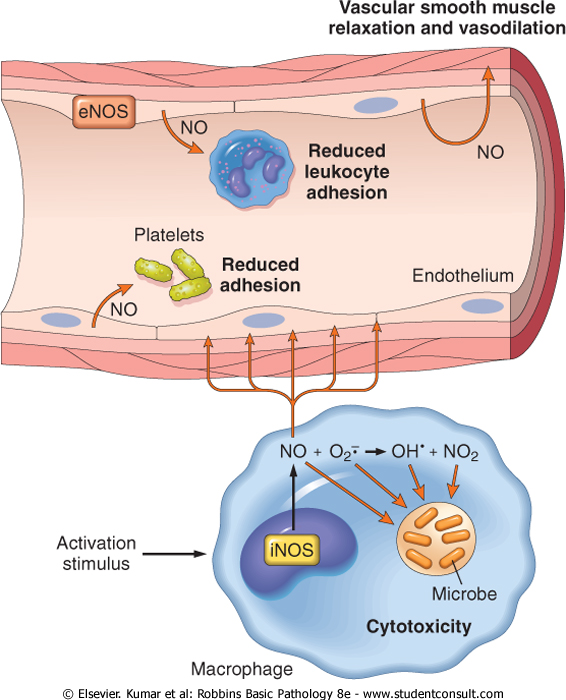 Vascular smooth muscle
relaxation and vasodilation
eNOS
NO
NO
Reduced
leukocyte
adhesion
Platelets
Reduced
adhesion
Endothelium
NO
NO + O₂•̅ → OH• + NO₂
iNOS
Activation
stimulus
Microbe
Cytotoxicity
Macrophage
© Elsevier. Kumar et al: Robbins Basic Pathology 8e - www.studentconsult.com